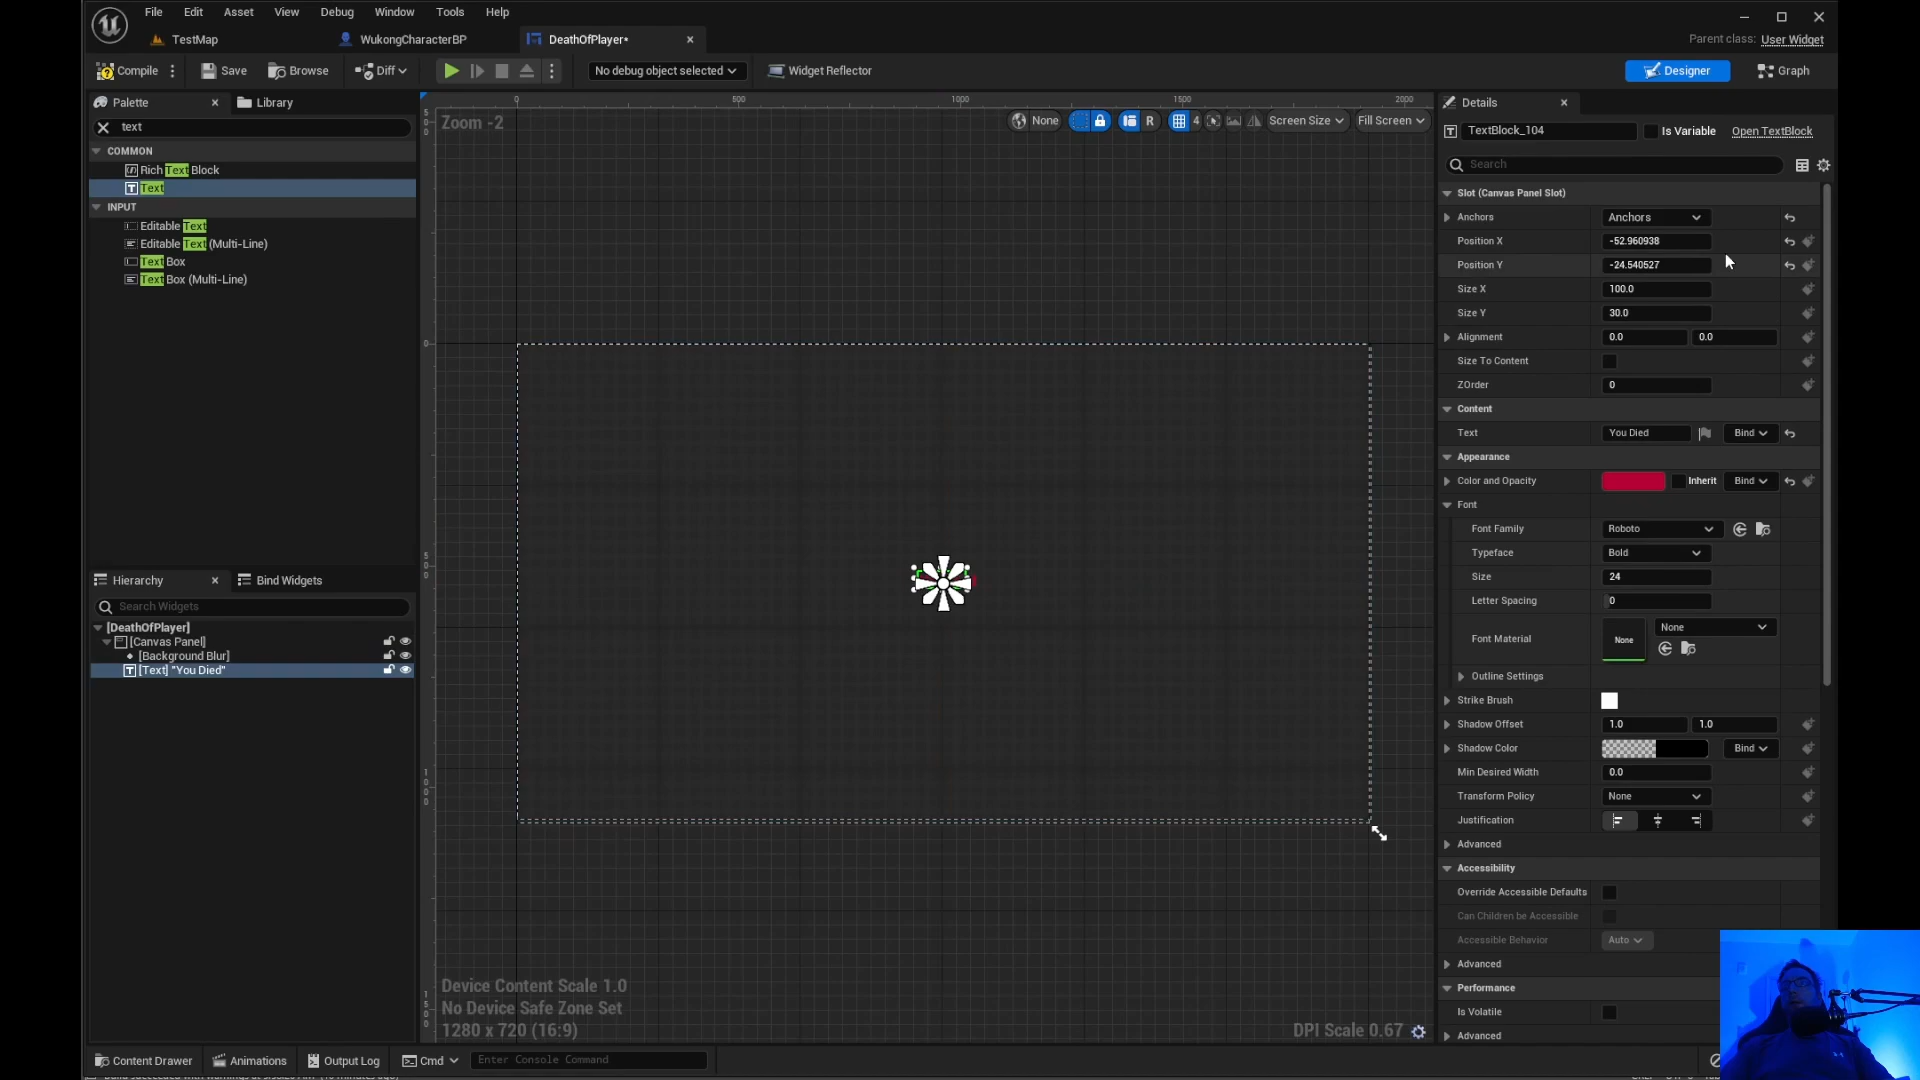 File Edit Asset View Debug Window Tools Help
TestMap WukongCharacterBP DeathOfPlayer*
Parent class: User Widget
Compile Save Browse Diff No debug object selected Widget Reflector Designer Graph
Palette Library
text
COMMON
Rich Text Block
Text
INPUT
Editable Text
Editable Text (Multi-Line)
Text Box
Text Box (Multi-Line)
Hierarchy Bind Widgets
Search Widgets
[DeathOfPlayer]
[Canvas Panel]
[Background Blur]
[Text] "You Died"
0 500 1000 1500 2000
Zoom -2
None R 4 Screen Size Fill Screen
Device Content Scale 1.0
No Device Safe Zone Set
1280 x 720 (16:9)
DPI Scale 0.67
Details
TextBlock_104 Is Variable Open TextBlock
Search
Slot (Canvas Panel Slot)
Anchors Anchors
Position X -52.960938
Position Y -24.540527
Size X 100.0
Size Y 30.0
Alignment 0.0 0.0
Size To Content
ZOrder 0
Content
Text You Died Bind
Appearance
Color and Opacity Inherit Bind
Font
Font Family Roboto
Typeface Bold
Size 24
Letter Spacing 0
Font Material None None
Outline Settings
Strike Brush
Shadow Offset 1.0 1.0
Shadow Color Bind
Min Desired Width 0.0
Transform Policy None
Justification
Advanced
Accessibility
Override Accessible Defaults
Can Children be Accessible
Accessible Behavior Auto
Advanced
Performance
Is Volatile
Advanced
Content Drawer Animations Output Log Cmd Enter Console Command